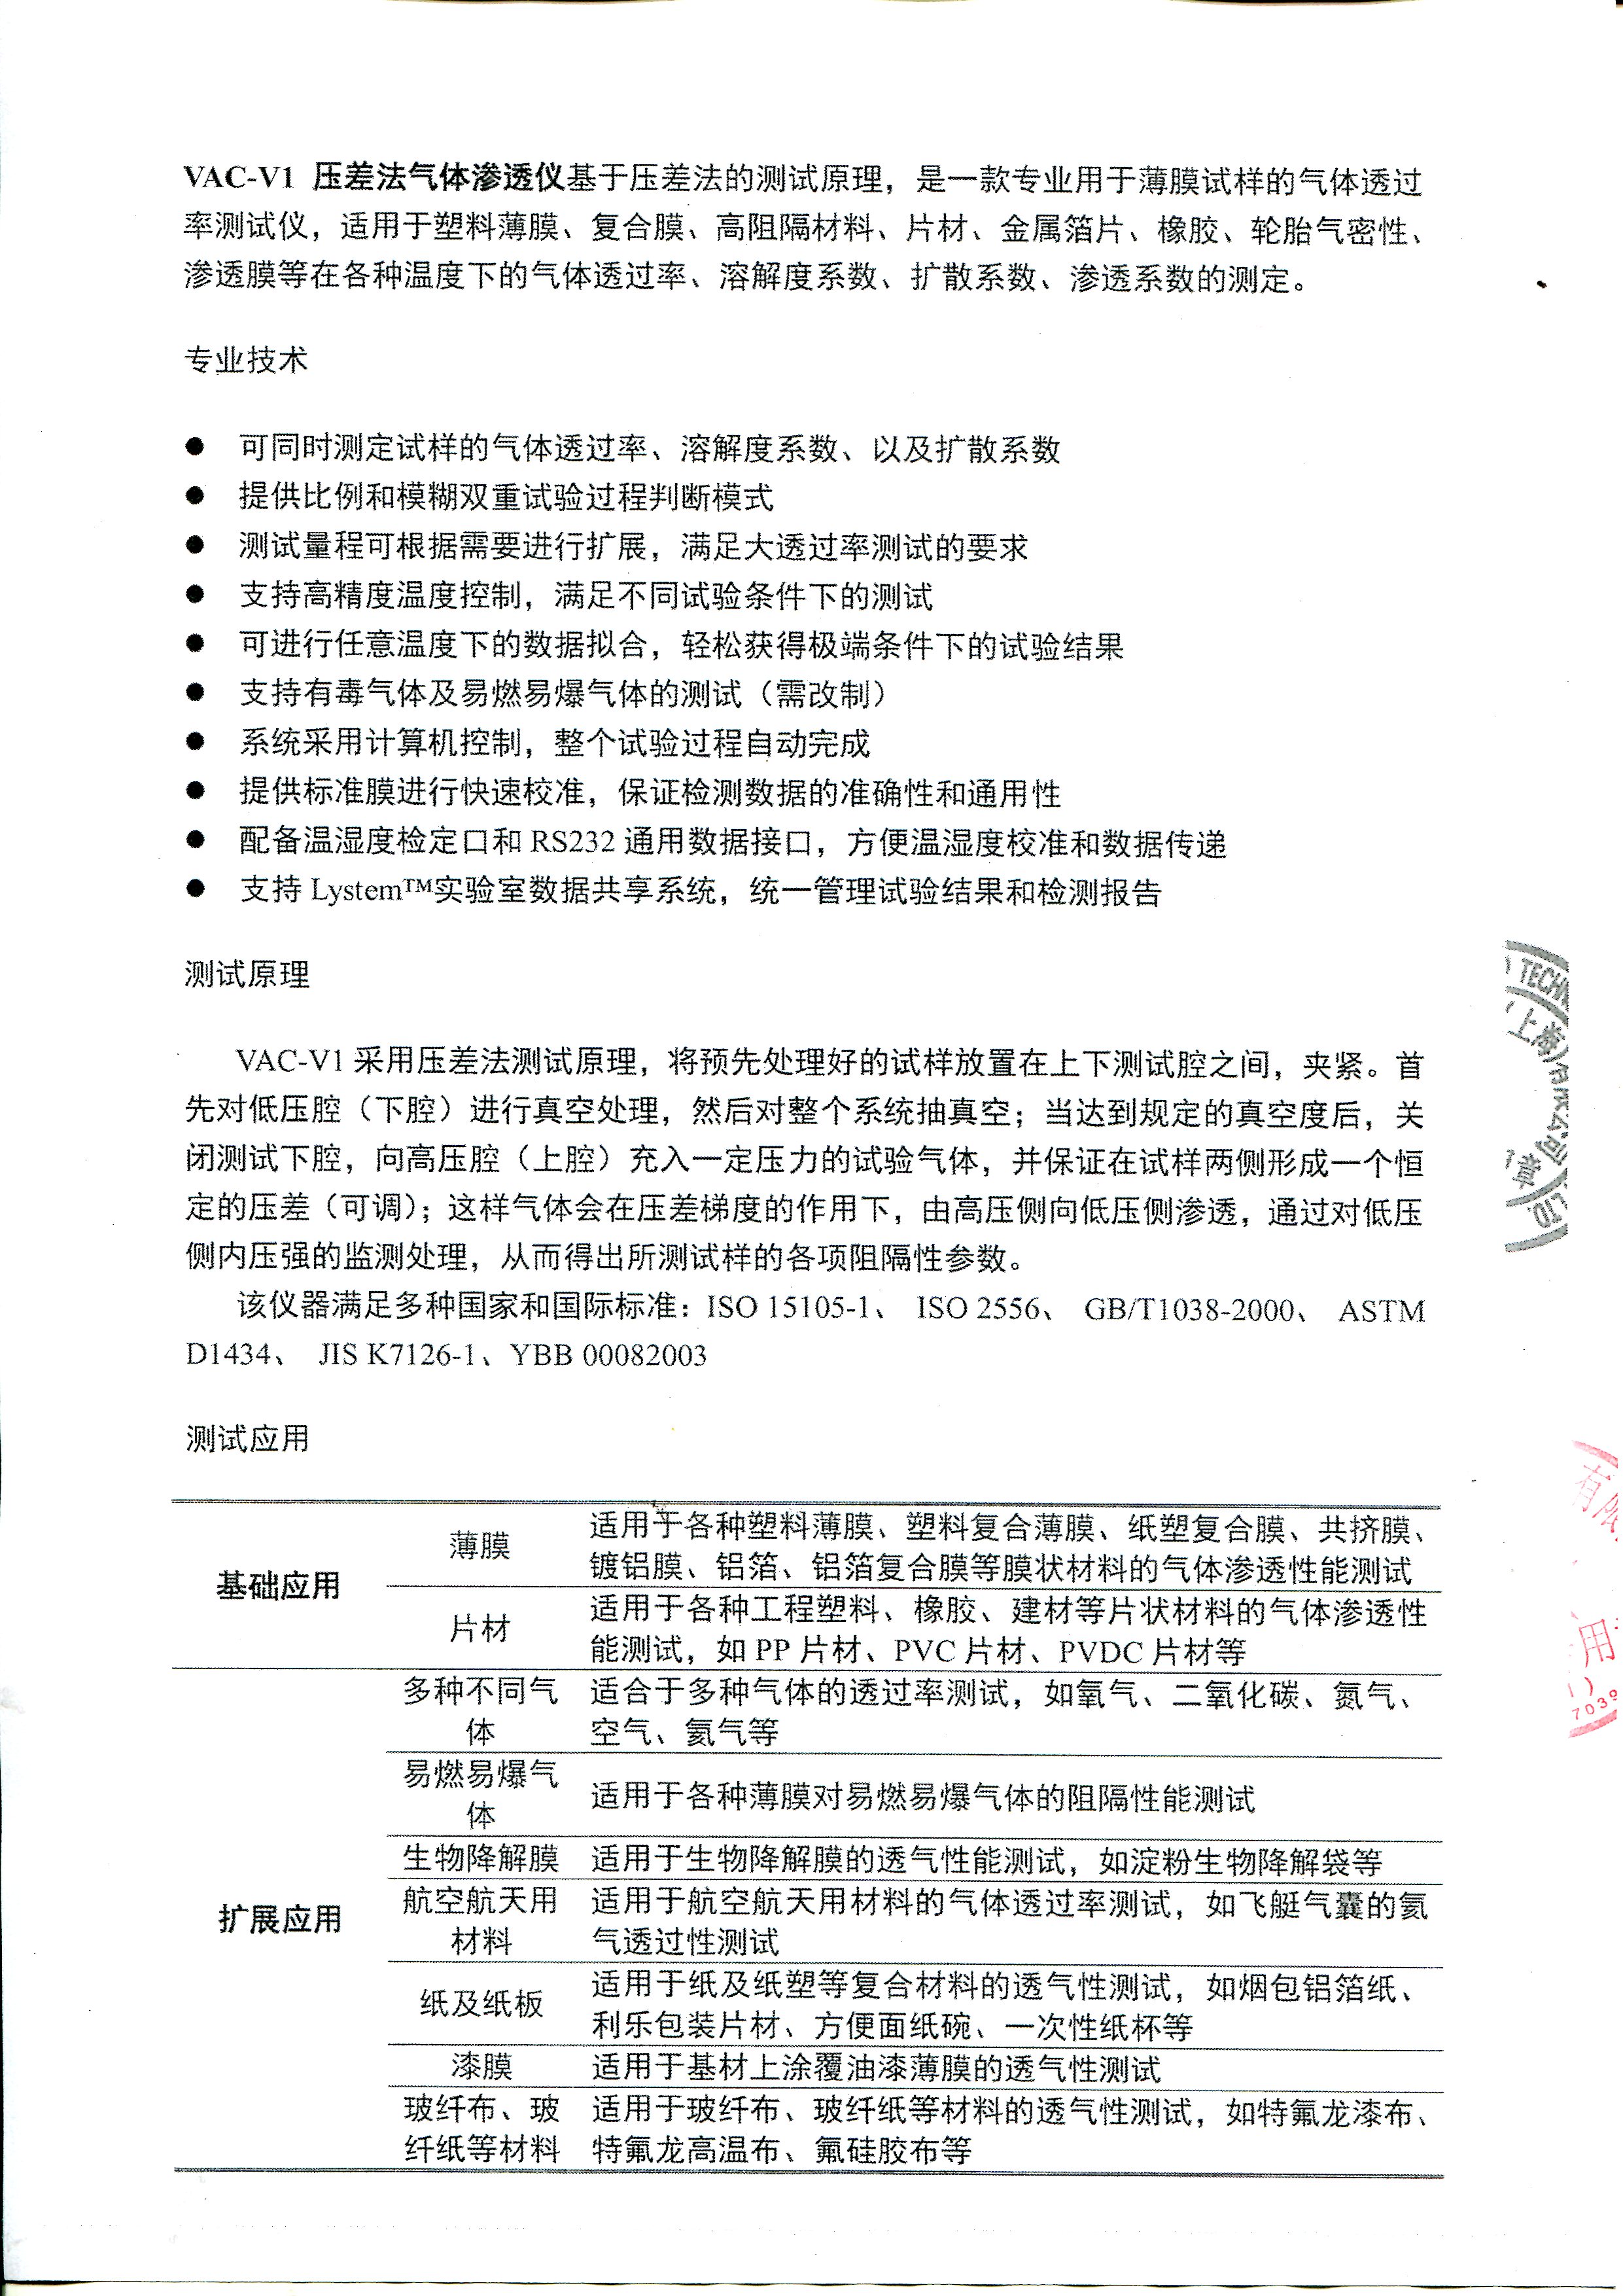 VAC-V1 压差法气体渗透仪基于压差法的测试原理，是一款专业用于薄膜试样的气体透过
率测试仪，适用于塑料薄膜、复合膜、高阻隔材料、片材、金属箔片、橡胶、轮胎气密性、
渗透膜等在各种温度下的气体透过率、溶解度系数、扩散系数、渗透系数的测定。
专业技术
● 可同时测定试样的气体透过率、溶解度系数、以及扩散系数
● 提供比例和模糊双重试验过程判断模式
● 测试量程可根据需要进行扩展，满足大透过率测试的要求
● 支持高精度温度控制，满足不同试验条件下的测试
● 可进行任意温度下的数据拟合，轻松获得极端条件下的试验结果
● 支持有毒气体及易燃易爆气体的测试（需改制）
● 系统采用计算机控制，整个试验过程自动完成
● 提供标准膜进行快速校准，保证检测数据的准确性和通用性
● 配备温湿度检定口和 RS232 通用数据接口，方便温湿度校准和数据传递
● 支持 Lystem™实验室数据共享系统，统一管理试验结果和检测报告
测试原理
VAC-V1 采用压差法测试原理，将预先处理好的试样放置在上下测试腔之间，夹紧。首
先对低压腔（下腔）进行真空处理，然后对整个系统抽真空；当达到规定的真空度后，关
闭测试下腔，向高压腔（上腔）充入一定压力的试验气体，并保证在试样两侧形成一个恒
定的压差（可调）；这样气体会在压差梯度的作用下，由高压侧向低压侧渗透，通过对低压
侧内压强的监测处理，从而得出所测试样的各项阻隔性参数。
该仪器满足多种国家和国际标准：ISO 15105-1、 ISO 2556、 GB/T1038-2000、 ASTM
D1434、 JIS K7126-1、YBB 00082003
测试应用
基础应用
薄膜
适用于各种塑料薄膜、塑料复合薄膜、纸塑复合膜、共挤膜、
镀铝膜、铝箔、铝箔复合膜等膜状材料的气体渗透性能测试
片材
适用于各种工程塑料、橡胶、建材等片状材料的气体渗透性
能测试，如 PP 片材、PVC 片材、PVDC 片材等
扩展应用
多种不同气
体
适合于多种气体的透过率测试，如氧气、二氧化碳、氮气、
空气、氦气等
易燃易爆气
体
适用于各种薄膜对易燃易爆气体的阻隔性能测试
生物降解膜
适用于生物降解膜的透气性能测试，如淀粉生物降解袋等
航空航天用
材料
适用于航空航天用材料的气体透过率测试，如飞艇气囊的氦
气透过性测试
纸及纸板
适用于纸及纸塑等复合材料的透气性测试，如烟包铝箔纸、
利乐包装片材、方便面纸碗、一次性纸杯等
漆膜
适用于基材上涂覆油漆薄膜的透气性测试
玻纤布、玻
纤纸等材料
适用于玻纤布、玻纤纸等材料的透气性测试，如特氟龙漆布、
特氟龙高温布、氟硅胶布等
TECHN
（上海）有限公司
LTD.
有限
用
7039